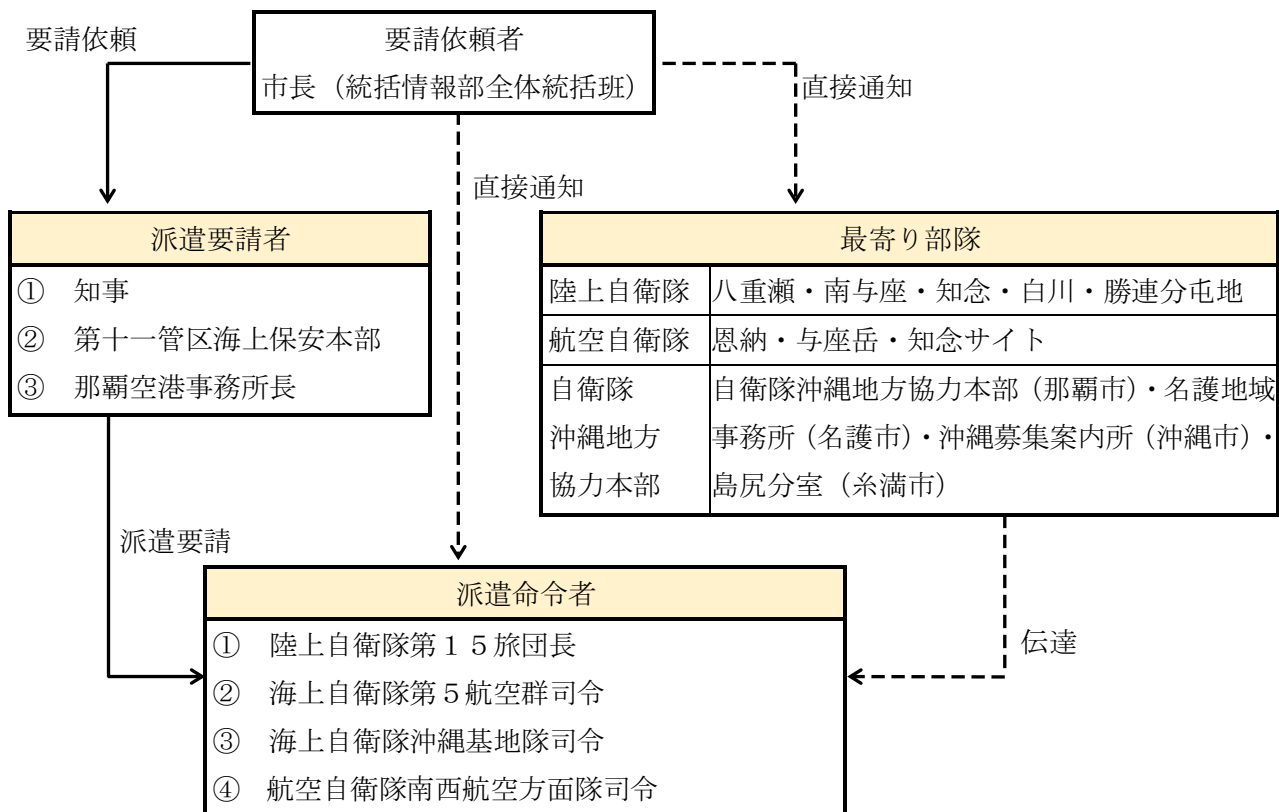 要請依頼
要請依頼者
市長（統括情報部全体統括班）
直接通知
直接通知
派遣要請者
① 知事
② 第十一管区海上保安本部
③ 那覇空港事務所長
最寄り部隊
陸上自衛隊 八重瀬・南与座・知念・白川・勝連分屯地
航空自衛隊 恩納・与座岳・知念サイト
自衛隊 自衛隊沖縄地方協力本部（那覇市）・名護地域
沖縄地方 事務所（名護市）・沖縄募集案内所（沖縄市）・
協力本部 島尻分室（糸満市）
派遣要請
伝達
派遣命令者
① 陸上自衛隊第１５旅団長
② 海上自衛隊第５航空群司令
③ 海上自衛隊沖縄基地隊司令
④ 航空自衛隊南西航空方面隊司令